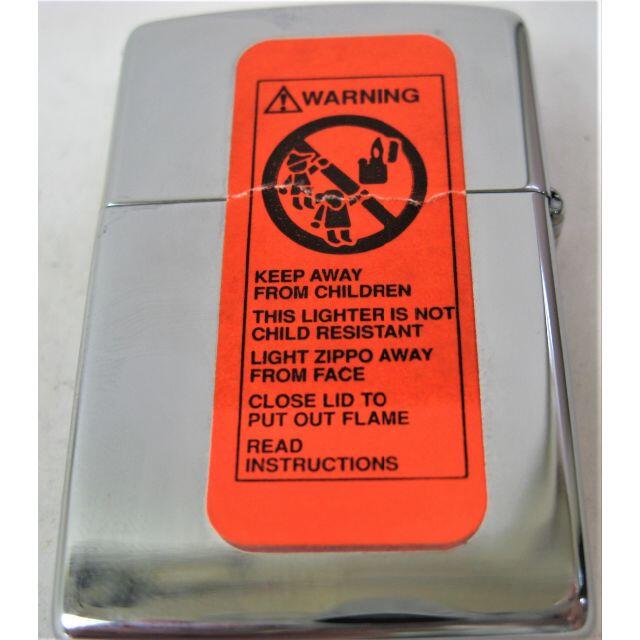 WARNING
KEEP AWAY
FROM CHILDREN
THIS LIGHTER IS NOT
CHILD RESISTANT
LIGHT ZIPPO AWAY
FROM FACE
CLOSE LID TO
PUT OUT FLAME
READ
INSTRUCTIONS